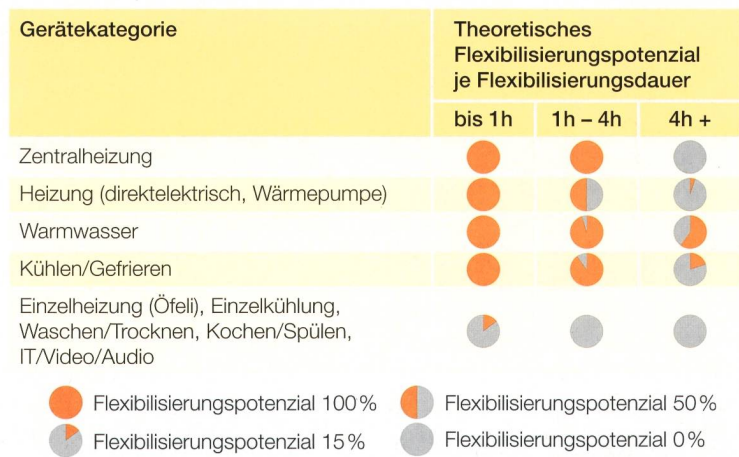 Gerätekategorie
Theoretisches
Flexibilisierungspotenzial
je Flexibilisierungsdauer
bis 1h 1h – 4h 4h +
Zentralheizung
Heizung (direktelektrisch, Wärmepumpe)
Warmwasser
Kühlen/Gefrieren
Einzelheizung (Öfeli), Einzelkühlung,
Waschen/Trocknen, Kochen/Spülen,
IT/Video/Audio
Flexibilisierungspotenzial 100 % Flexibilisierungspotenzial 50 %
Flexibilisierungspotenzial 15 % Flexibilisierungspotenzial 0 %